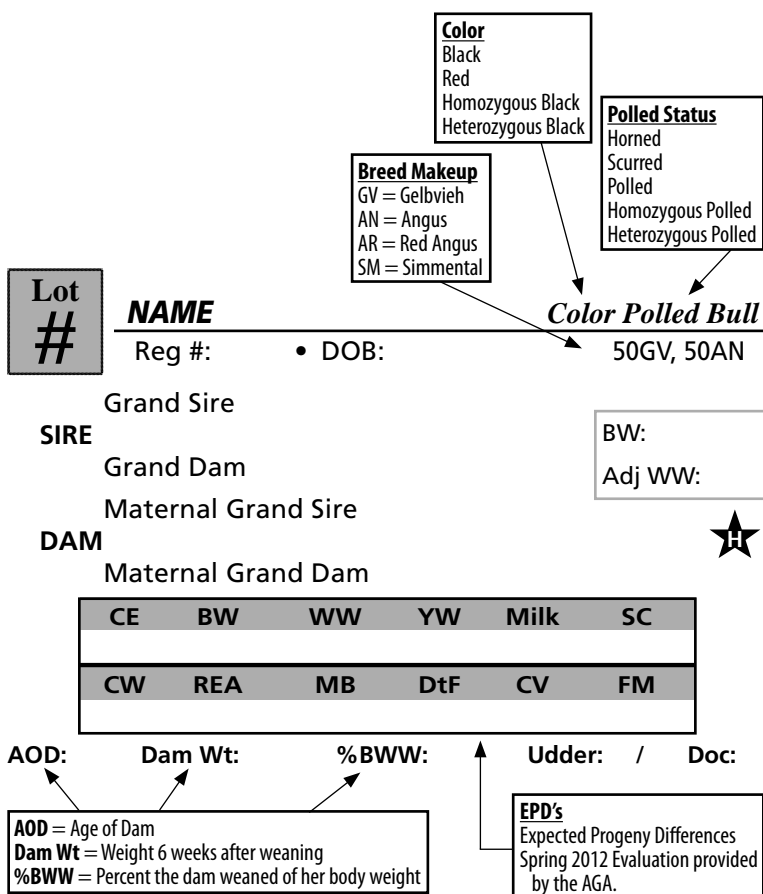 Color
Black
Red
Homozygous Black
Heterozygous Black
Polled Status
Horned
Scurred
Polled
Homozygous Polled
Heterozygous Polled
Breed Makeup
GV = Gelbvieh
AN = Angus
AR = Red Angus
SM = Simmental
Lot
#
NAME Color Polled Bull
Reg #: • DOB: 50GV, 50AN
Grand Sire
SIRE
Grand Dam
BW:
Adj WW:
Maternal Grand Sire
DAM
H
Maternal Grand Dam
CE BW WW YW Milk SC
CW REA MB DtF CV FM
AOD: Dam Wt: %BWW: Udder: / Doc:
AOD = Age of Dam
Dam Wt = Weight 6 weeks after weaning
%BWW = Percent the dam weaned of her body weight
EPD's
Expected Progeny Differences
Spring 2012 Evaluation provided
by the AGA.